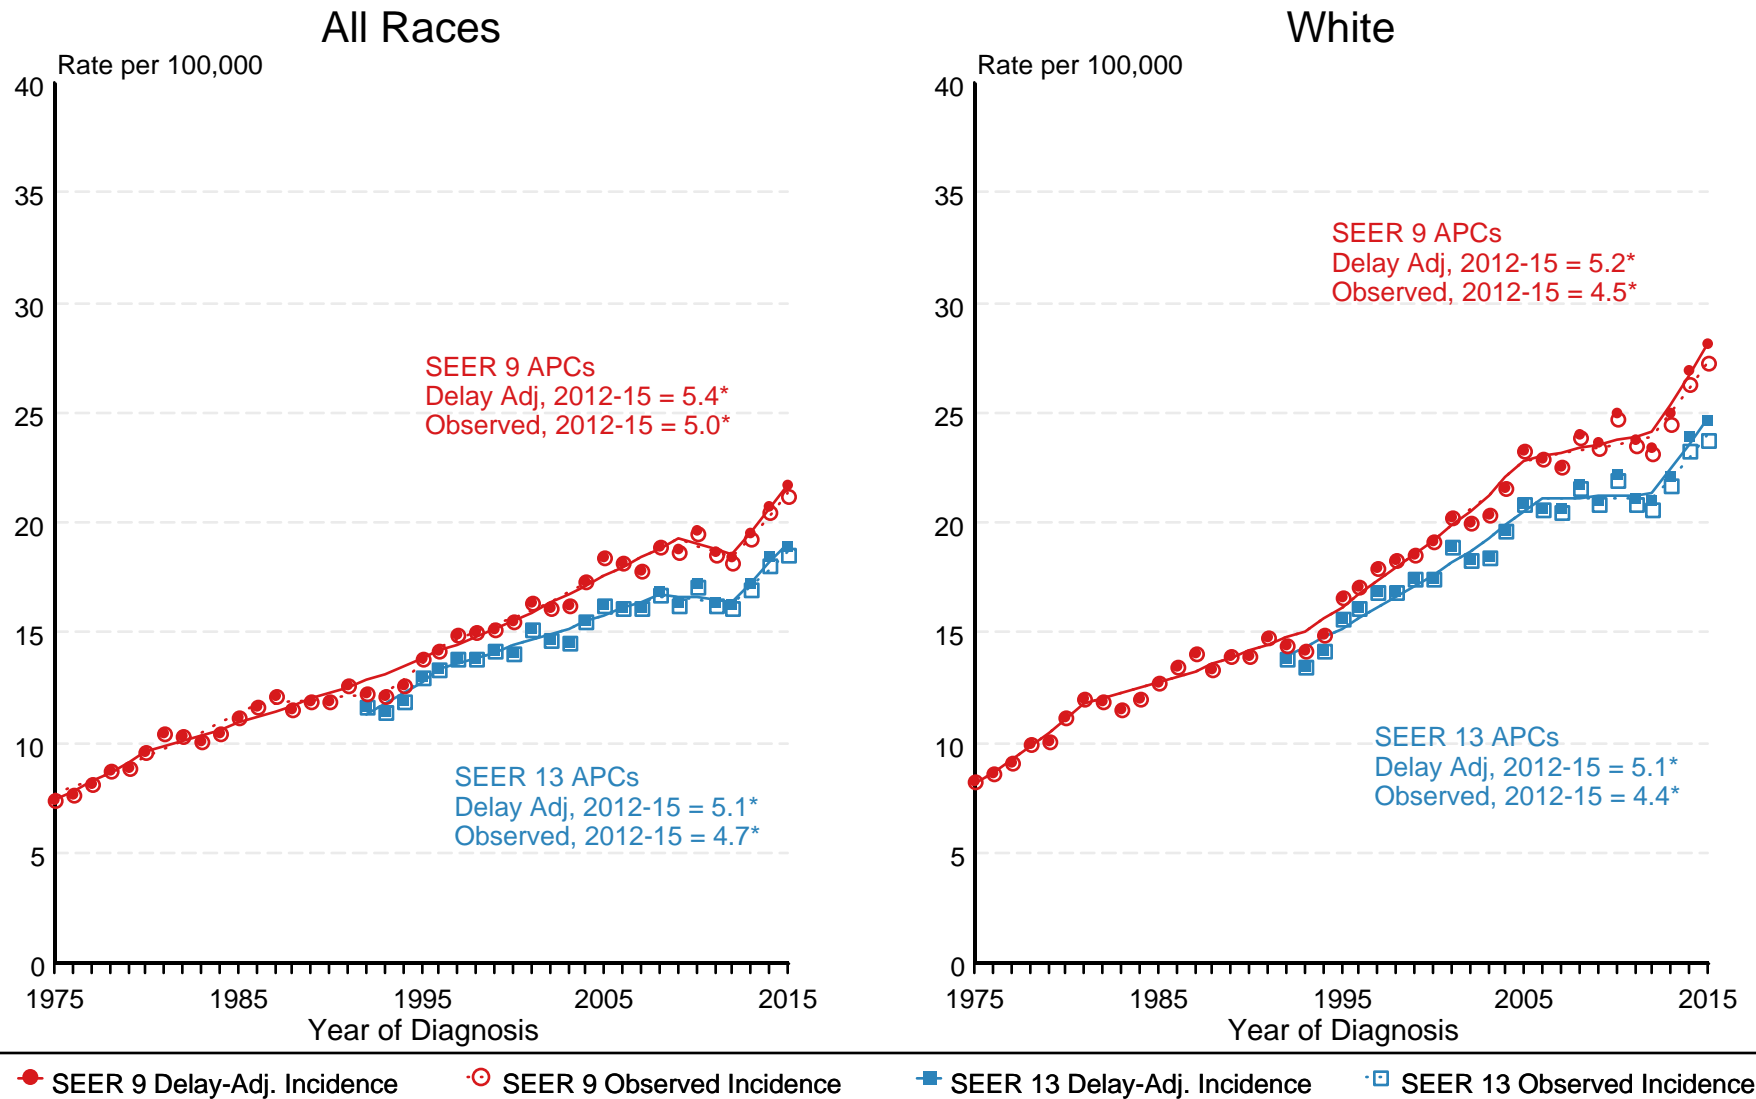 All Races
Rate per 100,000
40
35
30
25
20
15
10
5
0
SEER 9 APCs
Delay Adj, 2012-15 = 5.4*
Observed, 2012-15 = 5.0*
SEER 13 APCs
Delay Adj, 2012-15 = 5.1*
Observed, 2012-15 = 4.7*
1975 1985 1995 2005 2015
Year of Diagnosis
White
Rate per 100,000
40
35
30
25
20
15
10
5
0
SEER 9 APCs
Delay Adj, 2012-15 = 5.2*
Observed, 2012-15 = 4.5*
SEER 13 APCs
Delay Adj, 2012-15 = 5.1*
Observed, 2012-15 = 4.4*
1975 1985 1995 2005 2015
Year of Diagnosis
SEER 9 Delay-Adj. Incidence SEER 9 Observed Incidence SEER 13 Delay-Adj. Incidence SEER 13 Observed Incidence